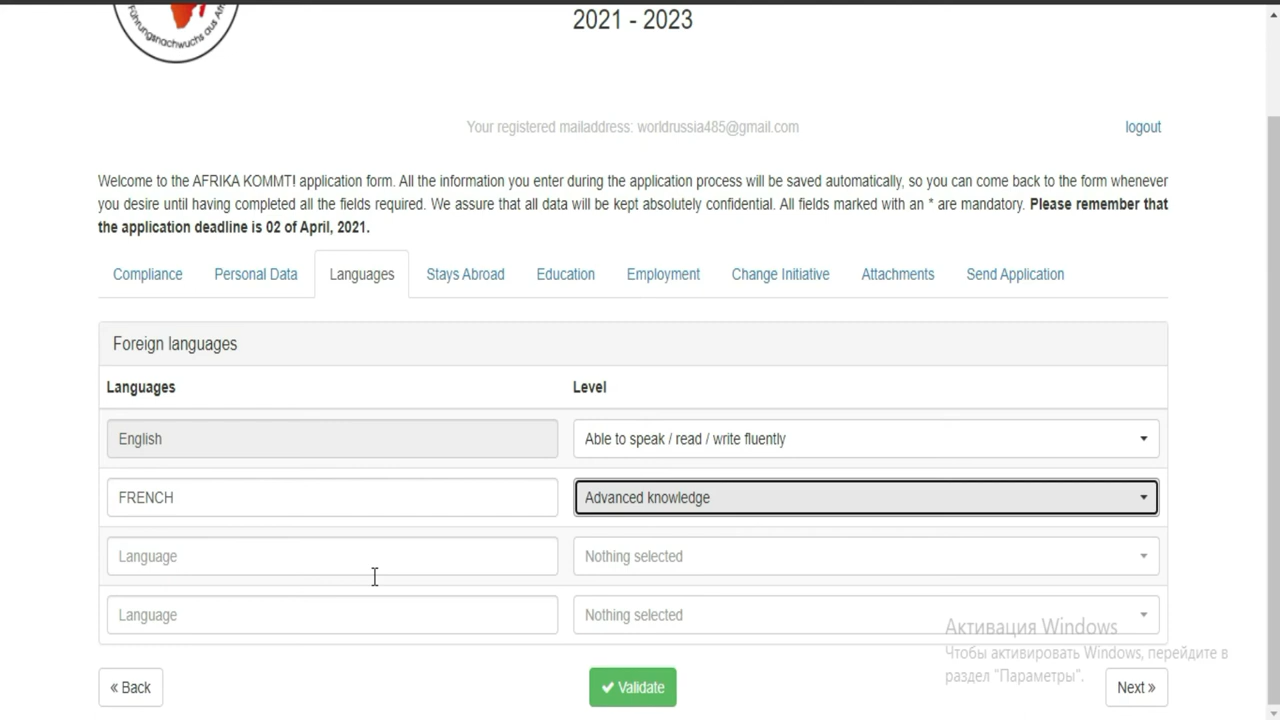 2021 - 2023
Führungsnachwuchs aus Afr
Your registered mailaddress: worldrussia485@gmail.com
logout
Welcome to the AFRIKA KOMMT! application form. All the information you enter during the application process will be saved automatically, so you can come back to the form whenever
you desire until having completed all the fields required. We assure that all data will be kept absolutely confidential. All fields marked with an * are mandatory. Please remember that
the application deadline is 02 of April, 2021.
Compliance Personal Data Languages Stays Abroad Education Employment Change Initiative Attachments Send Application
Foreign languages
Languages Level
English Able to speak / read / write fluently
FRENCH Advanced knowledge
Language Nothing selected
Language Nothing selected
Активация Windows
Чтобы активировать Windows, перейдите в
раздел "Параметры".
« Back Validate Next »